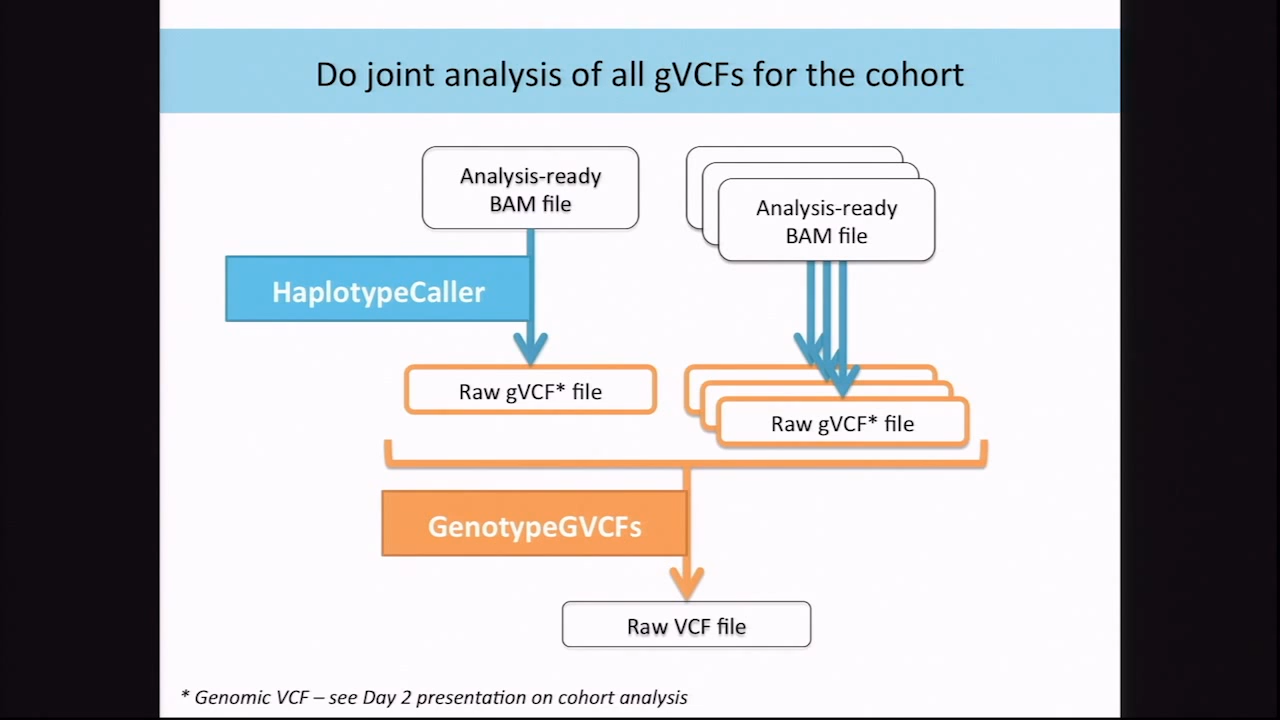 Do joint analysis of all gVCFs for the cohort
Analysis-ready
BAM file
Analysis-ready
BAM file
HaplotypeCaller
Raw gVCF* file
Raw gVCF* file
GenotypeGVCFs
Raw VCF file
* Genomic VCF – see Day 2 presentation on cohort analysis